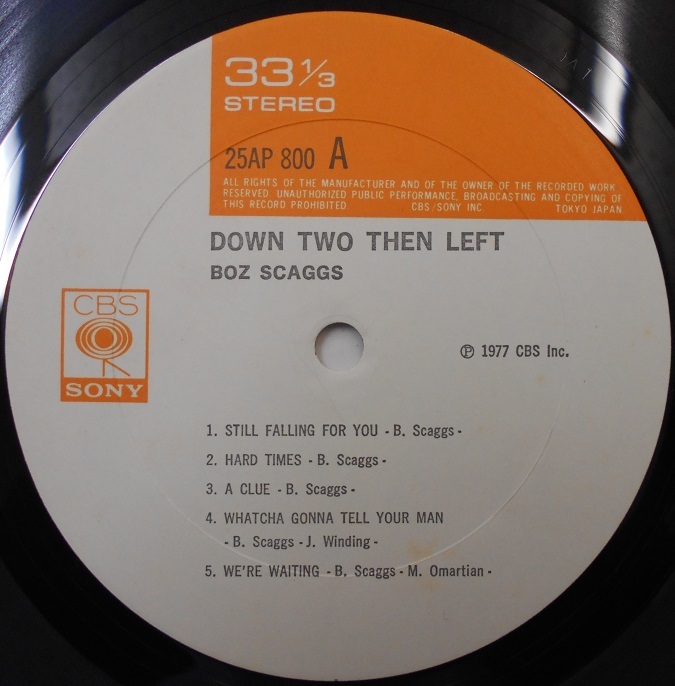 33 1/3
STEREO
25AP 800 A
ALL RIGHTS OF THE MANUFACTURER AND OF THE OWNER OF THE RECORDED WORK
RESERVED. UNAUTHORIZED PUBLIC PERFORMANCE, BROADCASTING AND COPYING OF
THIS RECORD PROHIBITED. CBS/SONY INC. TOKYO JAPAN
DOWN TWO THEN LEFT
BOZ SCAGGS
CBS
SONY
℗ 1977 CBS Inc.
1. STILL FALLING FOR YOU - B. Scaggs -
2. HARD TIMES - B. Scaggs -
3. A CLUE - B. Scaggs -
4. WHATCHA GONNA TELL YOUR MAN
- B. Scaggs - J. Winding -
5. WE'RE WAITING - B. Scaggs - M. Omartian -